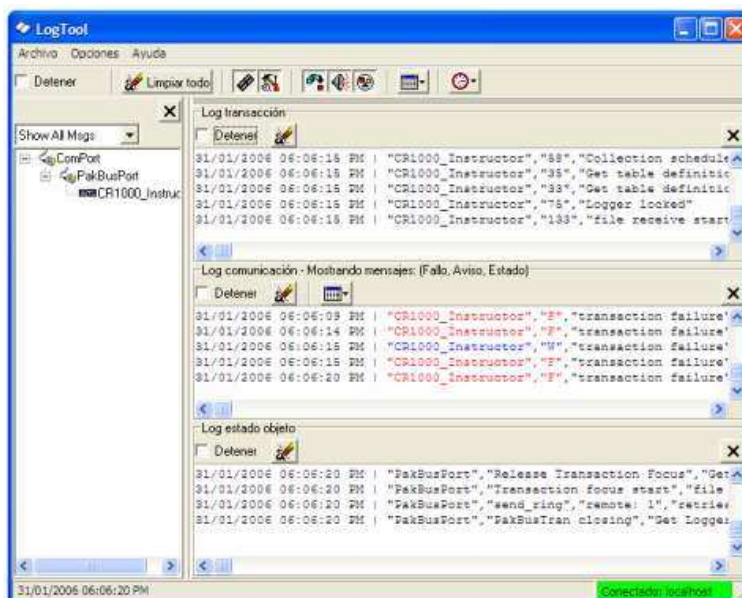 LogTool
Archivo Opciones Ayuda
Detener Limpiar todo
Show All Msgs
ComPort
PakBusPort
CR1000_Instruc
Log transacción
Detener
31/01/2006 06:06:15 PM | "CR1000_Instructor","58","Collection schedule
31/01/2006 06:06:15 PM | "CR1000_Instructor","35","Get table definitio
31/01/2006 06:06:15 PM | "CR1000_Instructor","33","Get table definitio
31/01/2006 06:06:15 PM | "CR1000_Instructor","75","Logger locked"
31/01/2006 06:06:15 PM | "CR1000_Instructor","133","file receive start
Log comunicación - Mostrando mensajes: (Fallo, Aviso, Estado)
Detener
31/01/2006 06:06:09 PM | "CR1000_Instructor","F","transaction failure"
31/01/2006 06:06:14 PM | "CR1000_Instructor","F","transaction failure"
31/01/2006 06:06:15 PM | "CR1000_Instructor","W","transaction failure"
31/01/2006 06:06:15 PM | "CR1000_Instructor","F","transaction failure"
31/01/2006 06:06:20 PM | "CR1000_Instructor","F","transaction failure"
Log estado objeto
Detener
31/01/2006 06:06:20 PM | "PakBusPort","Release Transaction Focus","Get
31/01/2006 06:06:20 PM | "PakBusPort","Transaction focus start","file
31/01/2006 06:06:20 PM | "PakBusPort","send_ring","remote: 1","retries
31/01/2006 06:06:20 PM | "PakBusPort","PakBusTran closing","Get Logger
31/01/2006 06:06:20 PM
Conectado: localhost